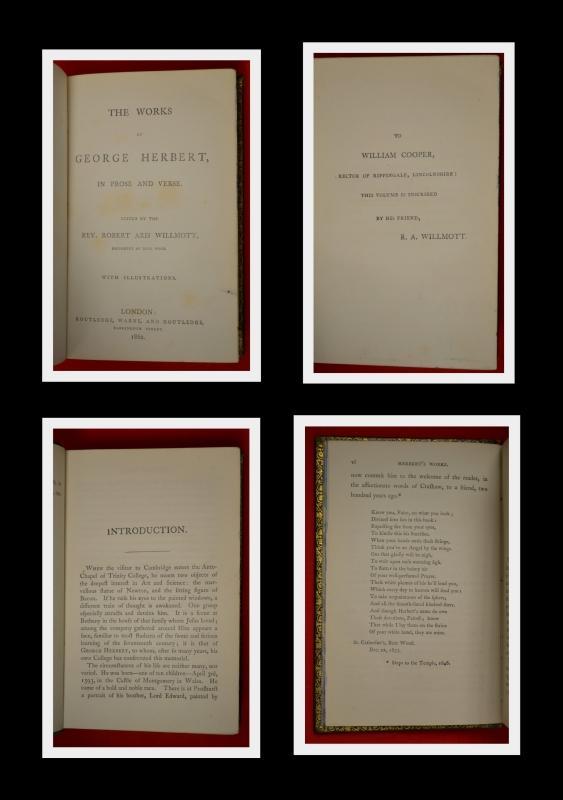 THE WORKS
OF
GEORGE HERBERT,
IN PROSE AND VERSE.
EDITED BY THE
REV. ROBERT ARIS WILLMOTT,
INCUMBENT OF BEAR WOOD.
WITH ILLUSTRATIONS.
LONDON:
ROUTLEDGE, WARNE, AND ROUTLEDGE,
FARRINGDON STREET.
1862.
TO
WILLIAM COOPER,
RECTOR OF RIPPINGALE, LINCOLNSHIRE:
THIS VOLUME IS INSCRIBED
BY HIS FRIEND,
R. A. WILLMOTT.
INTRODUCTION.
WHEN the visitor to Cambridge enters the Ante-
Chapel of Trinity College, he meets two objects of
the deepest interest in Art and Science: the mar-
vellous statue of Newton, and the sitting figure of
Bacon. If he raise his eyes to the painted windows, a
different train of thought is awakened. One group
especially attracts and detains him. It is a scene at
Bethany in the house of that family whom JESUS loved;
among the company gathered around Him appears a
face, familiar to most students of the sweet and serious
learning of the seventeenth century; it is that of
GEORGE HERBERT, to whom, after so many years, his
own College has consecrated this memorial.
The circumstances of his life are neither many, nor
varied. He was born—one of ten children—April 3rd,
1593, in the Castle of Montgomery in Wales. He
came of a bold and noble race. There is at Penshurst
a portrait of his brother, Lord Edward, painted by
HERBERT'S WORKS.
now commit him to the welcome of the reader, in
the affectionate words of Crashaw, to a friend, two
hundred years ago.*
Know you, Faire, on what you look;
Divinest love lies in this book:
Expecting fire from your eyes,
To kindle this his sacrifice.
When your hands untie these strings,
Think you've an Angel by the wings.
One that gladly will be nigh,
To wait upon each morning sigh.
To flutter in the balmy air
Of your well-perfumed Prayer.
These white plumes of his he'll lend you,
Which every day to heaven will send you:
To take acquaintance of the sphere,
And all the smooth-faced kindred there.
And though Herbert's name do owe
These devotions, Fairest; know
That while I lay them on the shrine
Of your white hand, they are mine.
St. Catherine's, Bear Wood.
* Steps to the Temple, 1646.